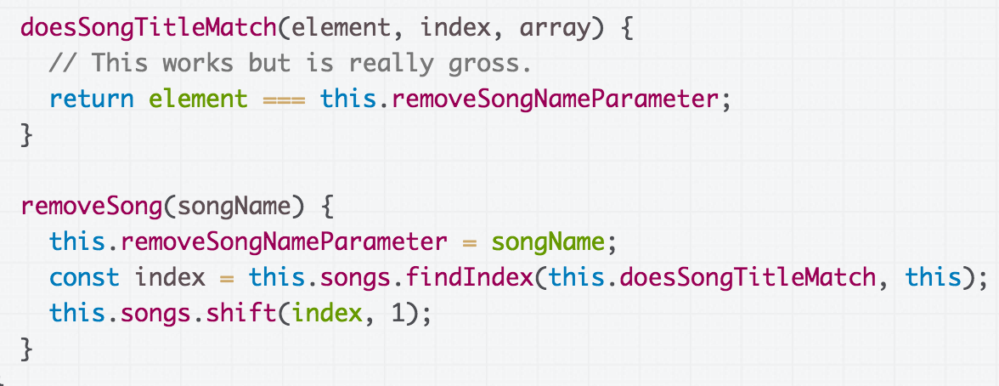 doesSongTitleMatch(element, index, array) {
// This works but is really gross.
return element === this.removeSongNameParameter;
}
removeSong(songName) {
this.removeSongNameParameter = songName;
const index = this.songs.findIndex(this.doesSongTitleMatch, this);
this.songs.shift(index, 1);
}